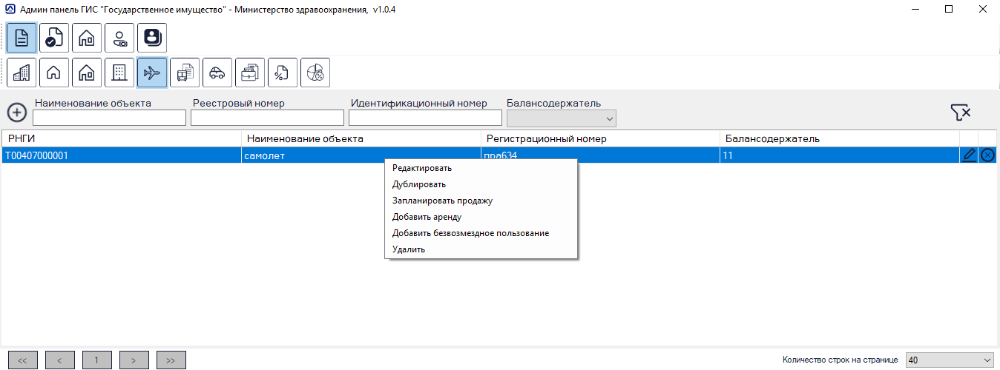 Админ панель ГИС "Государственное имущество" - Министерство здравоохранения, v1.0.4
Наименование объекта Реестровый номер Идентификационный номер Балансодержатель
РНГИ Наименование объекта Регистрационный номер Балансодержатель
Т00407000001 самолет пра634 11
Редактировать
Дублировать
Запланировать продажу
Добавить аренду
Добавить безвозмездное пользование
Удалить
<< < 1 > >> Количество строк на странице 40